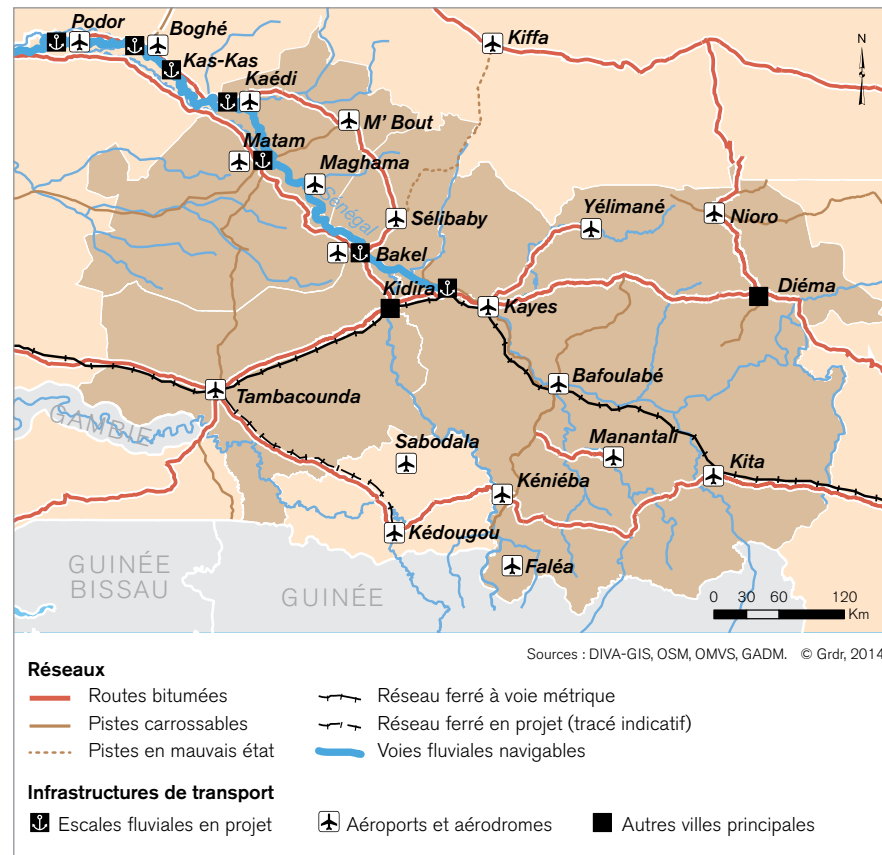 Podor
Boghé
Kiffa
N
Kas-Kas
Kaédi
M' Bout
Matam
Maghama
Sénégal
Sélibaby
Yélimané
Nioro
Bakel
Kidira
Kayes
Diéma
Bafoulabé
Tambacounda
GAMBIE
Sabodala
Manantali
Kita
Kéniéba
Kédougou
Faléa
GUINÉE
BISSAU
GUINÉE
0 30 60 120
Km
Sources : DIVA-GIS, OSM, OMVS, GADM. © Grdr, 2014
Réseaux
Routes bitumées
Réseau ferré à voie métrique
Pistes carrossables
Réseau ferré en projet (tracé indicatif)
Pistes en mauvais état
Voies fluviales navigables
Infrastructures de transport
Escales fluviales en projet
Aéroports et aérodromes
Autres villes principales